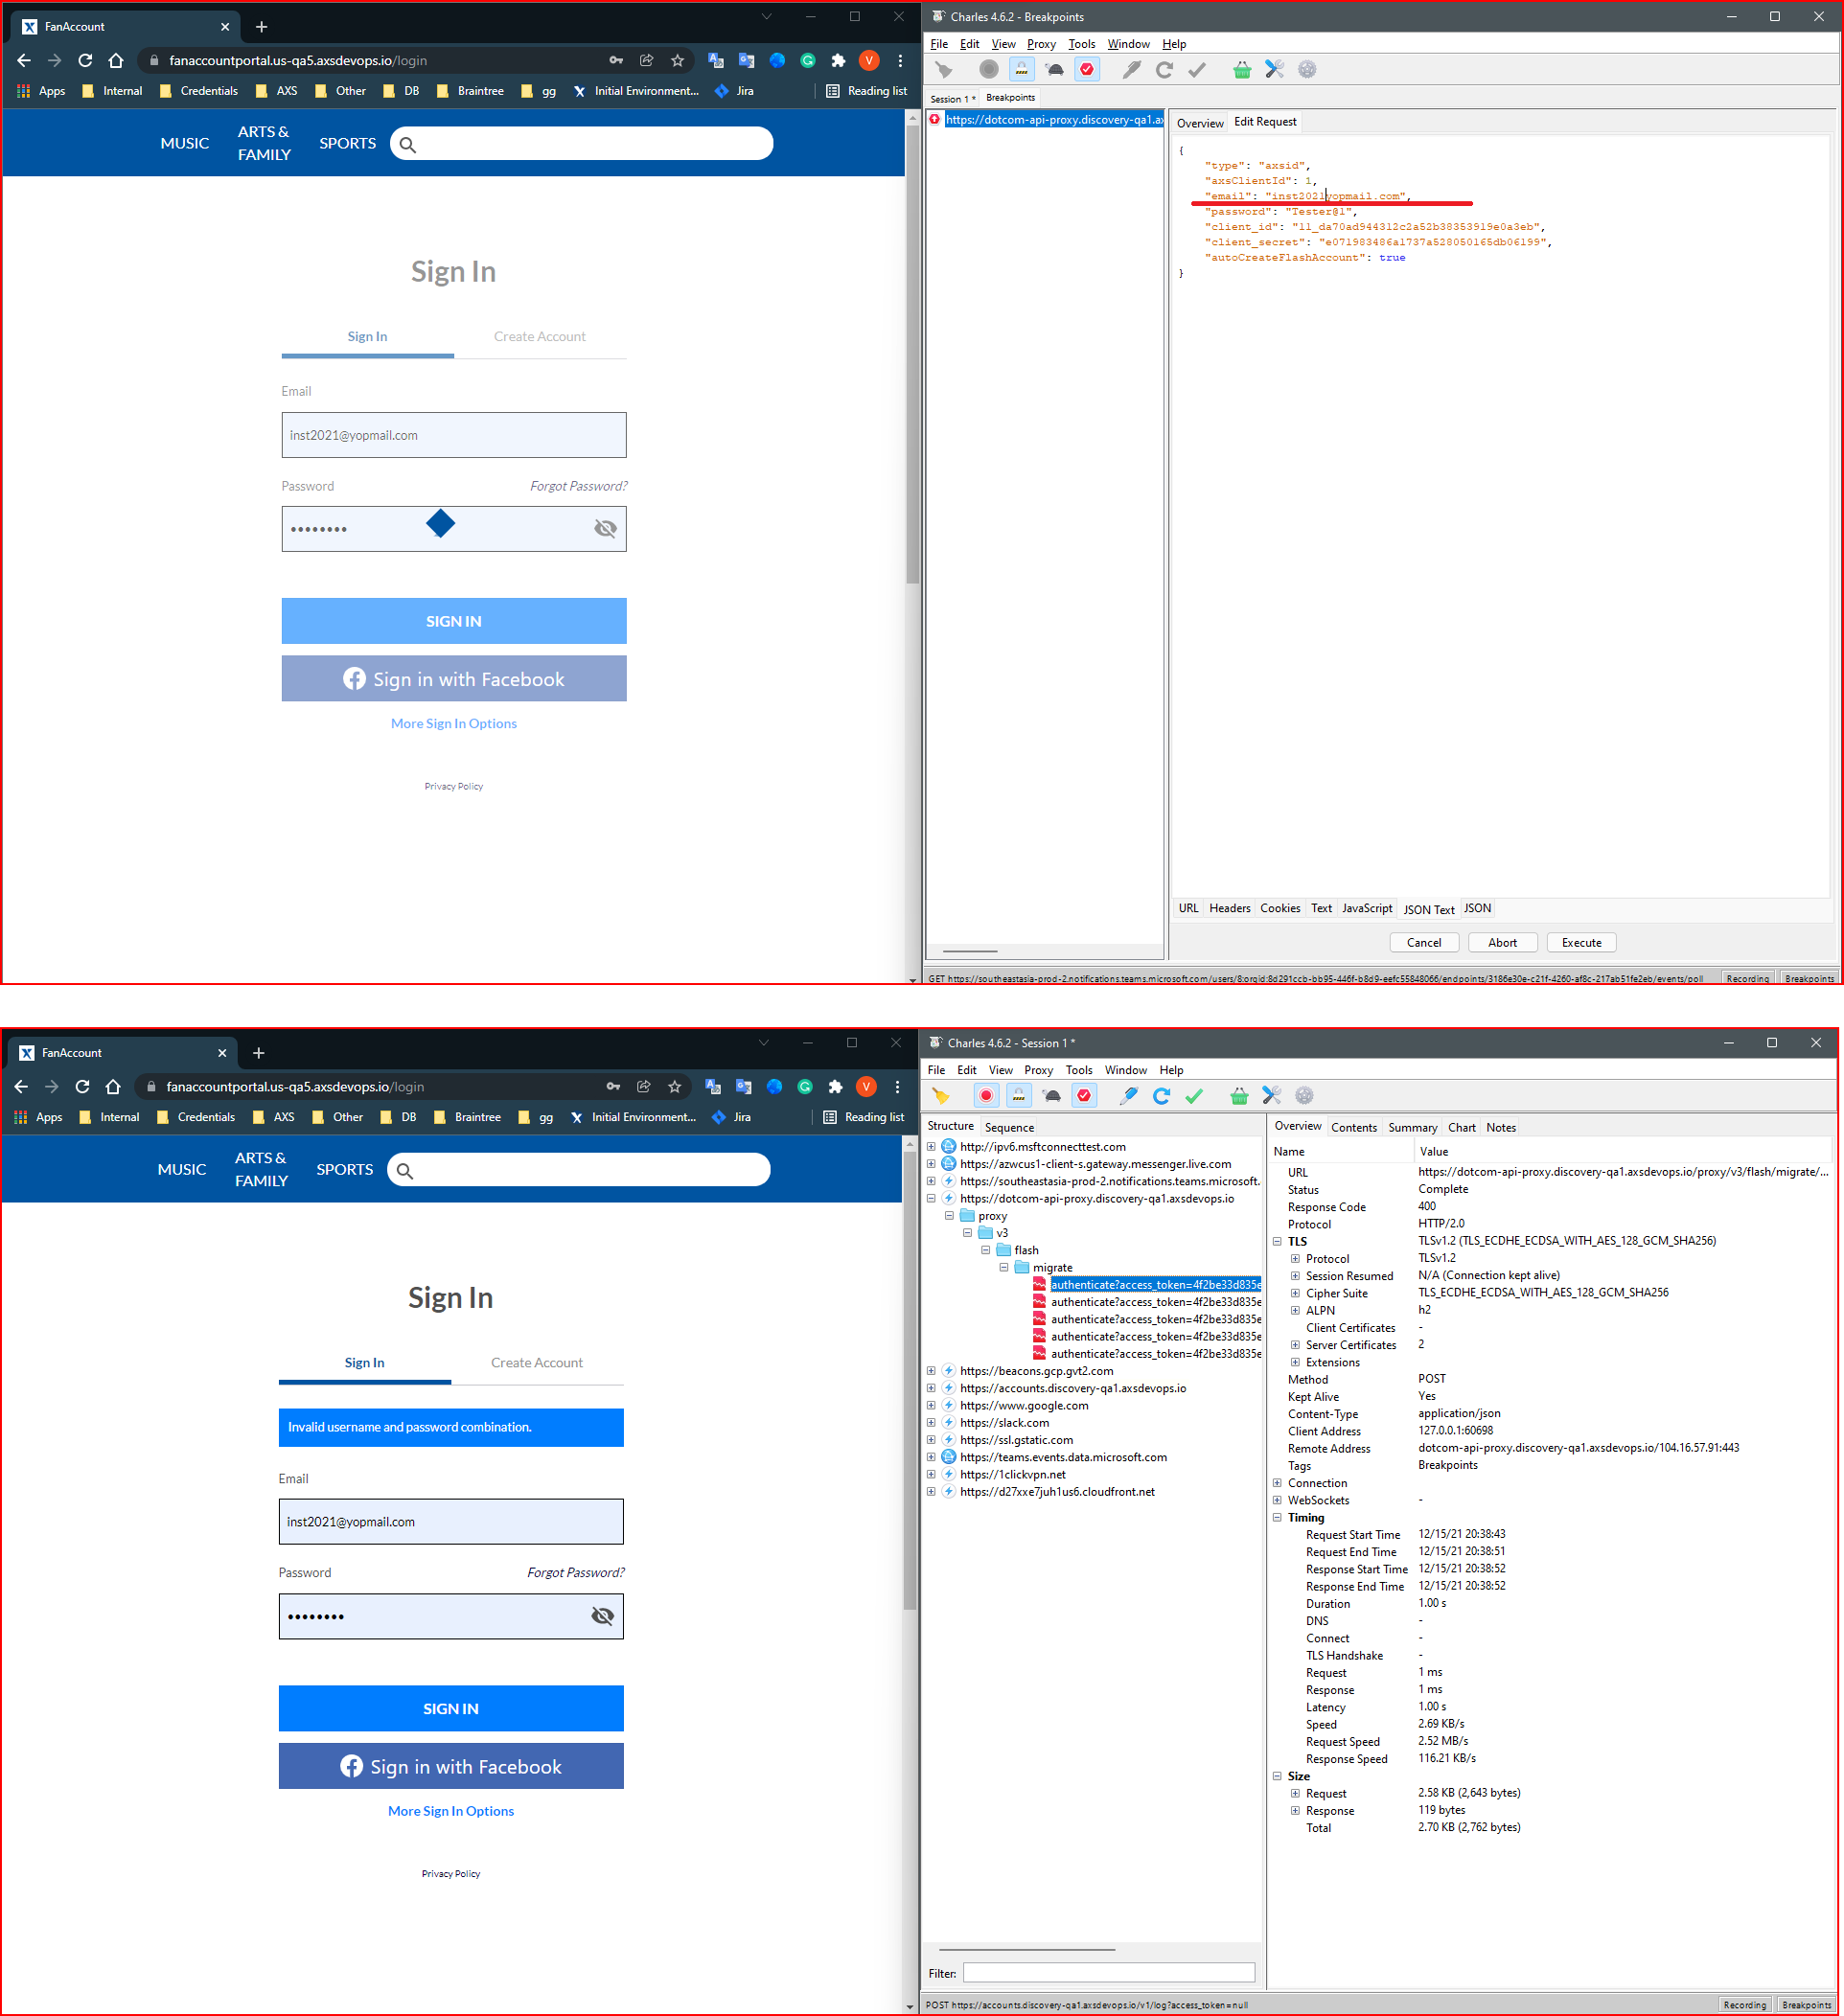 FanAccount
fanaccountportal.us-qa5.axsdevops.io/login
V
Apps Internal Credentials AXS Other DB Braintree gg Initial Environment... Jira Reading list
MUSIC ARTS & FAMILY SPORTS
Sign In
Sign In Create Account
Email
inst2021@yopmail.com
Password Forgot Password?
SIGN IN
Sign in with Facebook
More Sign In Options
Privacy Policy
Charles 4.6.2 - Breakpoints
File Edit View Proxy Tools Window Help
Session 1 * Breakpoints
https://dotcom-api-proxy.discovery-qa1.ax
Overview Edit Request
{
"type": "axsid",
"axsClientId": 1,
"email": "inst2021yopmail.com",
"password": "Tester@1",
"client_id": "11_da70ad944312c2a52b38353919e0a3eb",
"client_secret": "e071983486a1737a528050165db06199",
"autoCreateFlashAccount": true
}
URL Headers Cookies Text JavaScript JSON Text JSON
Cancel Abort Execute
GET https://southeastasia-prod-2.notifications.teams.microsoft.com/users/8:orgid:8d291ccb-bb95-446f-b8d9-eefc55848066/endpoints/3186e30e-c21f-4260-af8c-217ab51fe2eb/events/poll Recording Breakpoints
FanAccount
fanaccountportal.us-qa5.axsdevops.io/login
V
Apps Internal Credentials AXS Other DB Braintree gg Initial Environment... Jira Reading list
MUSIC ARTS & FAMILY SPORTS
Sign In
Sign In Create Account
Invalid username and password combination.
Email
inst2021@yopmail.com
Password Forgot Password?
SIGN IN
Sign in with Facebook
More Sign In Options
Privacy Policy
Charles 4.6.2 - Session 1 *
File Edit View Proxy Tools Window Help
Structure Sequence
http://ipv6.msftconnecttest.com
https://azwcus1-client-s.gateway.messenger.live.com
https://southeastasia-prod-2.notifications.teams.microsoft.
https://dotcom-api-proxy.discovery-qa1.axsdevops.io
proxy
v3
flash
migrate
authenticate?access_token=4f2be33d835e
authenticate?access_token=4f2be33d835e
authenticate?access_token=4f2be33d835e
authenticate?access_token=4f2be33d835e
authenticate?access_token=4f2be33d835e
https://beacons.gcp.gvt2.com
https://accounts.discovery-qa1.axsdevops.io
https://www.google.com
https://slack.com
https://ssl.gstatic.com
https://teams.events.data.microsoft.com
https://1clickvpn.net
https://d27xxe7juh1us6.cloudfront.net
Filter:
Overview Contents Summary Chart Notes
Name Value
URL https://dotcom-api-proxy.discovery-qa1.axsdevops.io/proxy/v3/flash/migrate/...
Status Complete
Response Code 400
Protocol HTTP/2.0
TLS TLSv1.2 (TLS_ECDHE_ECDSA_WITH_AES_128_GCM_SHA256)
Protocol TLSv1.2
Session Resumed N/A (Connection kept alive)
Cipher Suite TLS_ECDHE_ECDSA_WITH_AES_128_GCM_SHA256
ALPN h2
Client Certificates -
Server Certificates 2
Extensions
Method POST
Kept Alive Yes
Content-Type application/json
Client Address 127.0.0.1:60698
Remote Address dotcom-api-proxy.discovery-qa1.axsdevops.io/104.16.57.91:443
Tags Breakpoints
Connection
WebSockets -
Timing
Request Start Time 12/15/21 20:38:43
Request End Time 12/15/21 20:38:51
Response Start Time 12/15/21 20:38:52
Response End Time 12/15/21 20:38:52
Duration 1.00 s
DNS -
Connect -
TLS Handshake -
Request 1 ms
Response 1 ms
Latency 1.00 s
Speed 2.69 KB/s
Request Speed 2.52 MB/s
Response Speed 116.21 KB/s
Size
Request 2.58 KB (2,643 bytes)
Response 119 bytes
Total 2.70 KB (2,762 bytes)
POST https://accounts.discovery-qa1.axsdevops.io/v1/log?access_token=null Recording Breakpoints